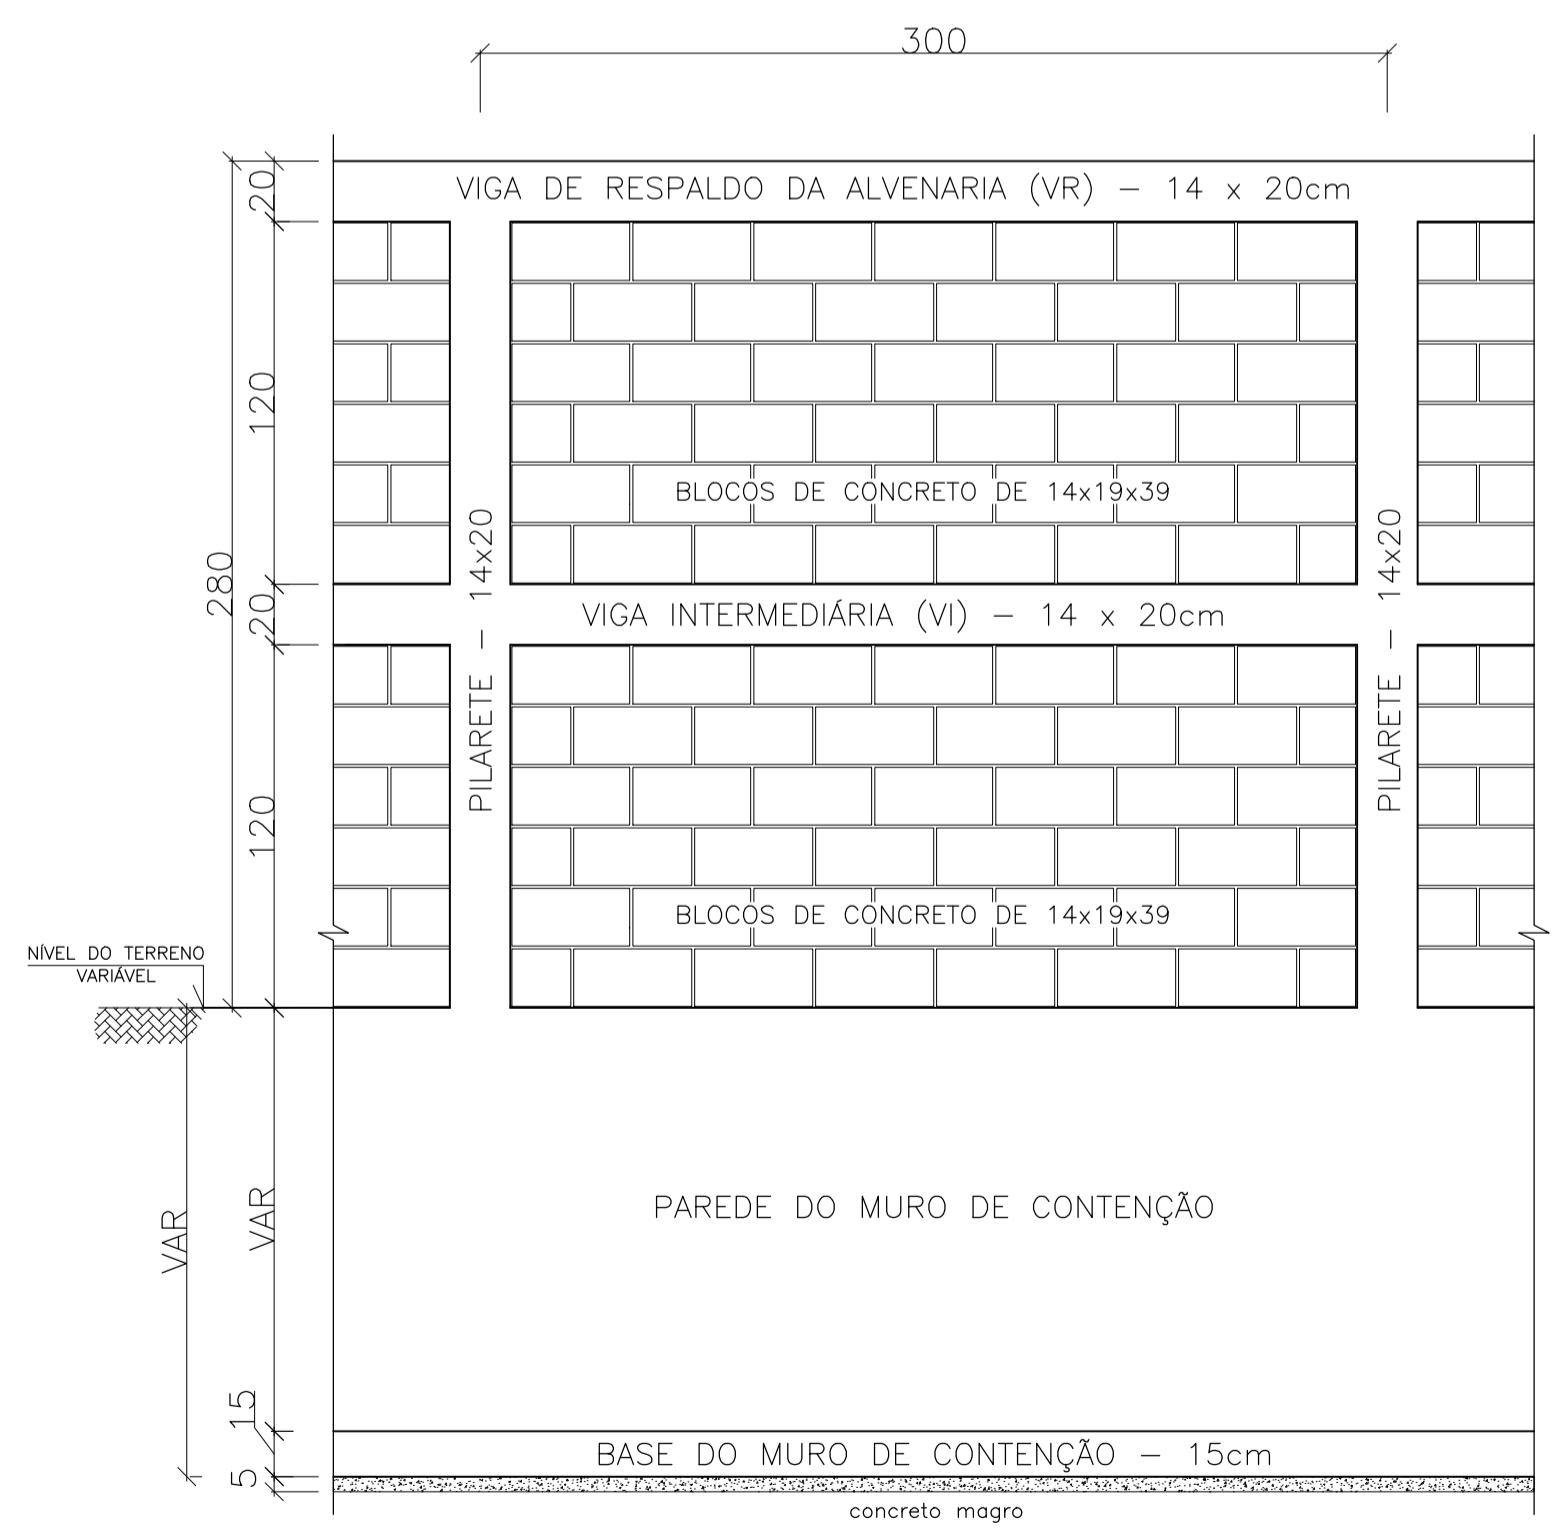 300
20
VIGA DE RESPALDO DA ALVENARIA (VR) – 14 x 20cm
120
BLOCOS DE CONCRETO DE 14x19x39
PILARETE – 14x20
PILARETE – 14x20
280
20
VIGA INTERMEDIÁRIA (VI) – 14 x 20cm
120
BLOCOS DE CONCRETO DE 14x19x39
NÍVEL DO TERRENO
VARIÁVEL
VAR
VAR
PAREDE DO MURO DE CONTENÇÃO
15
BASE DO MURO DE CONTENÇÃO – 15cm
5
concreto magro